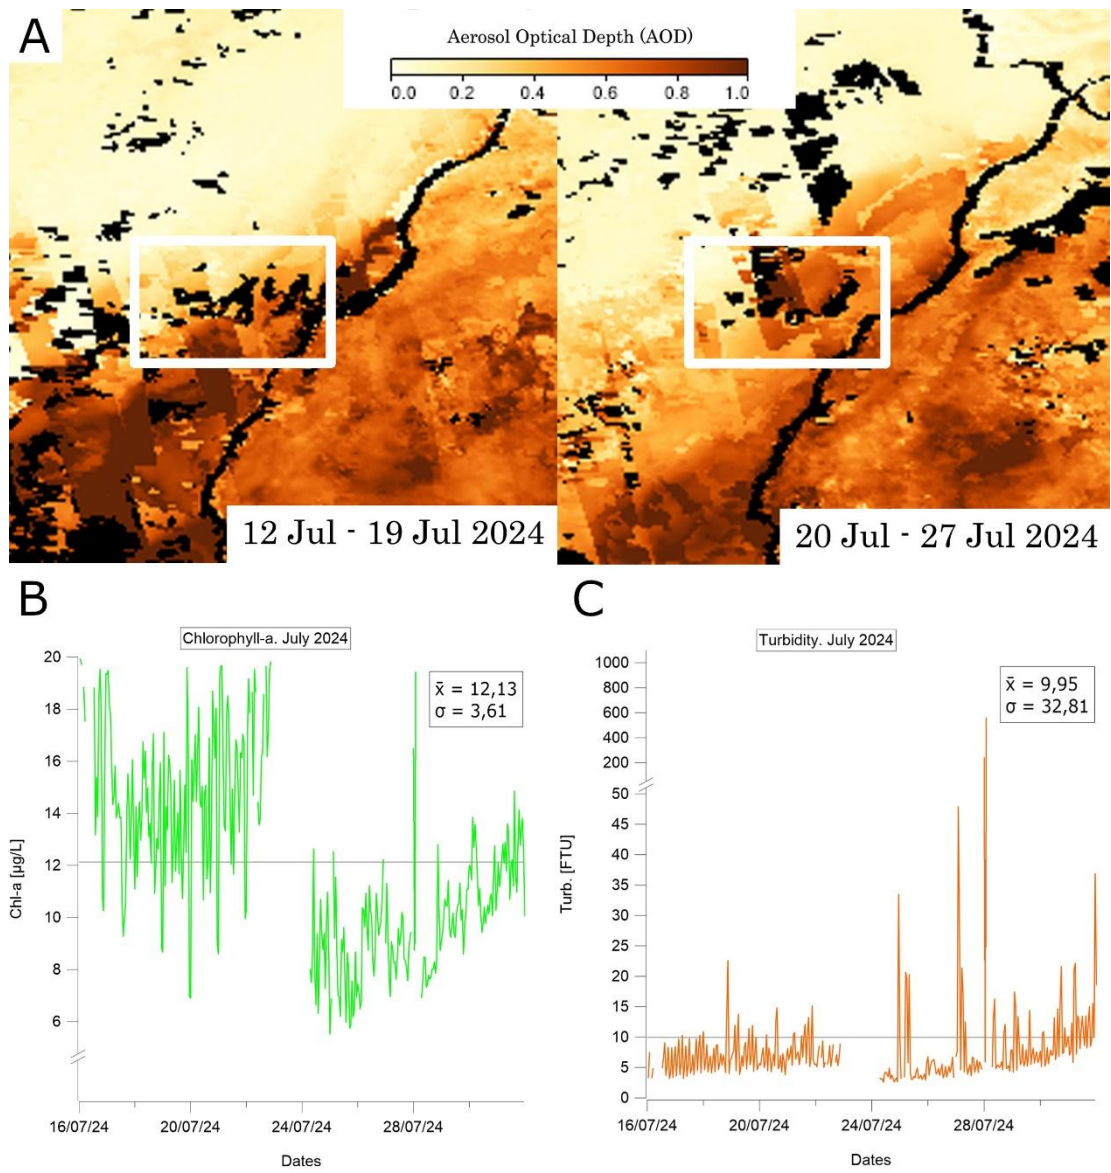 A
Aerosol Optical Depth (AOD)
0.0 0.2 0.4 0.6 0.8 1.0
12 Jul - 19 Jul 2024
20 Jul - 27 Jul 2024
B
Chlorophyll-a. July 2024
x̄ = 12,13
σ = 3,61
20
18
16
14
12
10
8
6
Chl-a [µg/L]
16/07/24 20/07/24 24/07/24 28/07/24
Dates
C
Turbidity. July 2024
x̄ = 9,95
σ = 32,81
1000
800
600
400
200
50
45
40
35
30
25
20
15
10
5
0
Turb. [FTU]
16/07/24 20/07/24 24/07/24 28/07/24
Dates